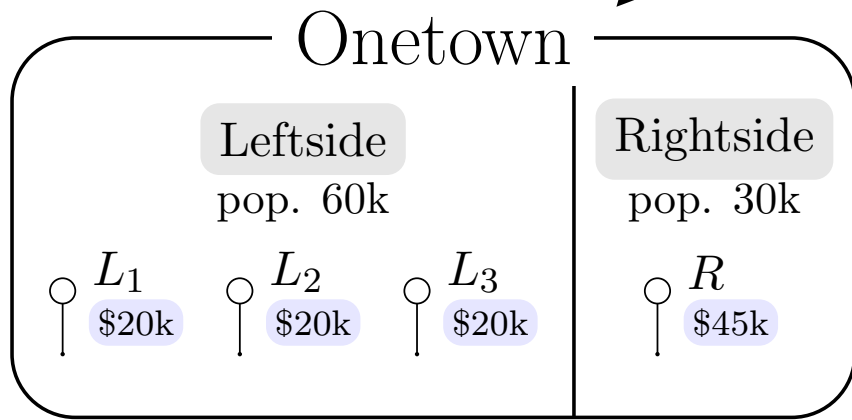 Onetown
Leftside
pop. 60k
Rightside
pop. 30k
L₁
$20k
L₂
$20k
L₃
$20k
R
$45k